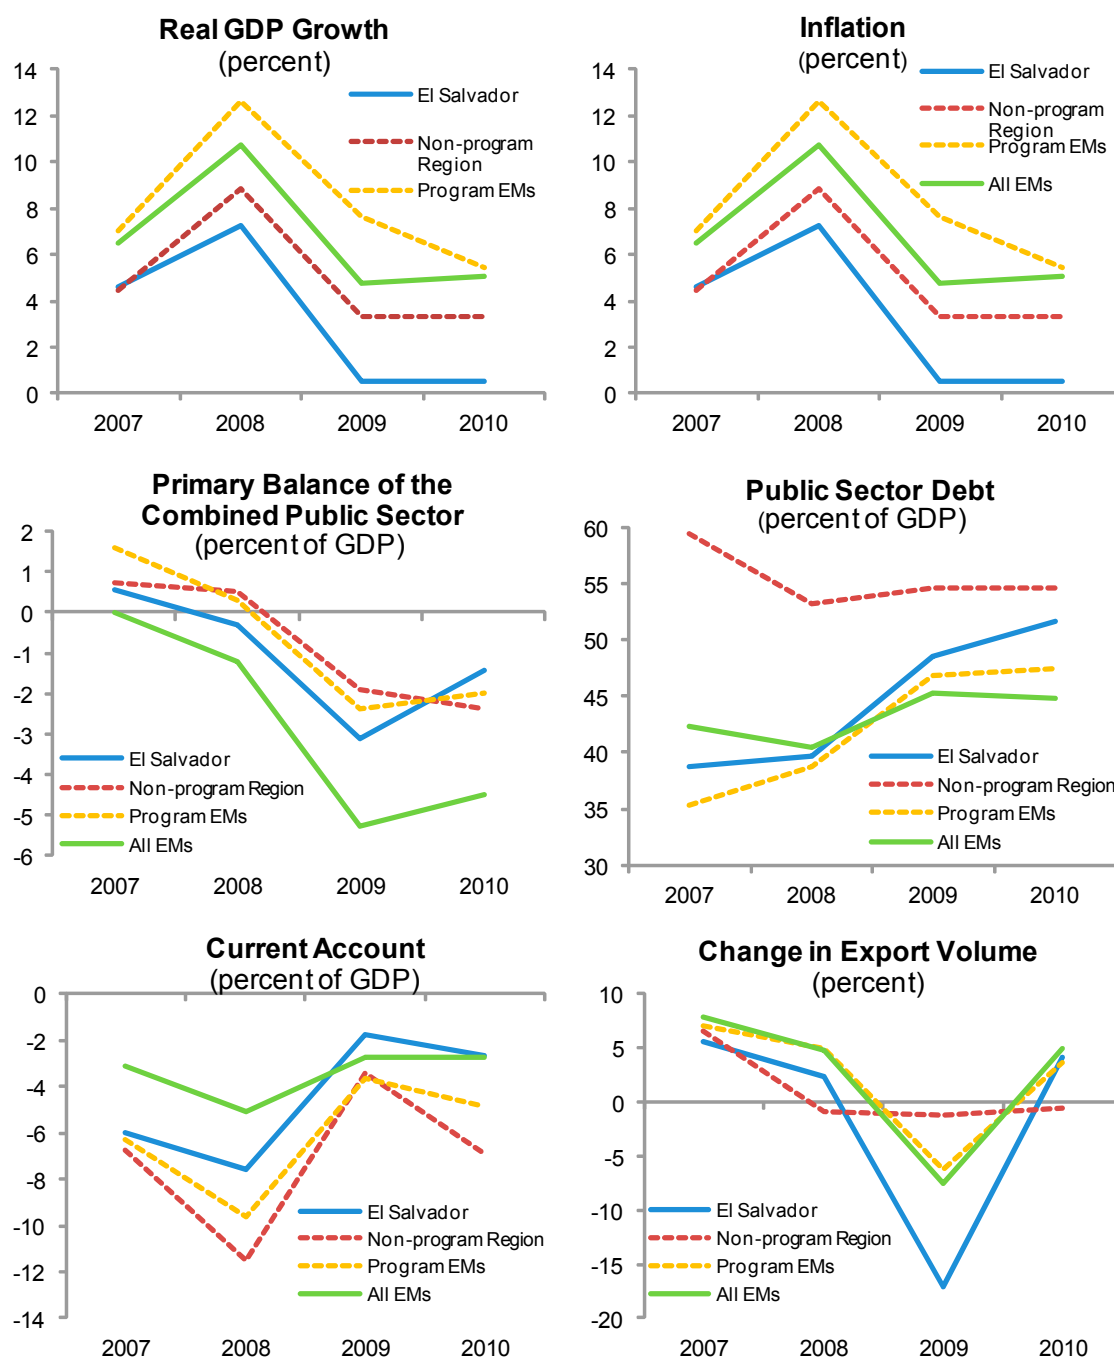 Real GDP Growth
(percent)
14
12
10
8
6
4
2
0
El Salvador
Non-program
Region
Program EMs
2007 2008 2009 2010
Inflation
(percent)
14
12
10
8
6
4
2
0
El Salvador
Non-program
Region
Program EMs
All EMs
2007 2008 2009 2010
Primary Balance of the
Combined Public Sector
(percent of GDP)
2
1
0
-1
-2
-3
-4
-5
-6
El Salvador
Non-program Region
Program EMs
All EMs
2007 2008 2009 2010
Public Sector Debt
(percent of GDP)
60
55
50
45
40
35
30
El Salvador
Non-program Region
Program EMs
All EMs
2007 2008 2009 2010
Current Account
(percent of GDP)
0
-2
-4
-6
-8
-10
-12
-14
El Salvador
Non-program Region
Program EMs
All EMs
2007 2008 2009 2010
Change in Export Volume
(percent)
10
5
0
-5
-10
-15
-20
El Salvador
Non-program Region
Program EMs
All EMs
2007 2008 2009 2010